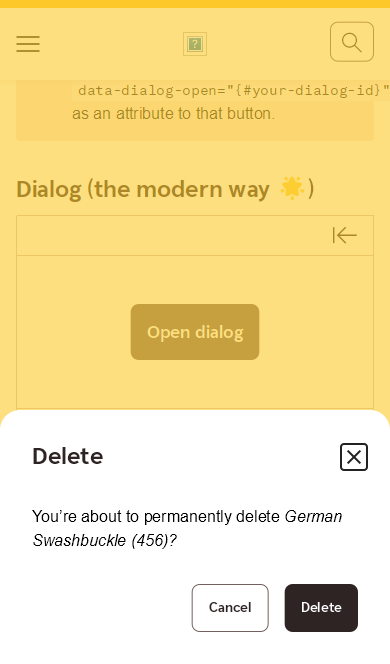 data-dialog-open="{#your-dialog-id}"
as an attribute to that button.
Dialog (the modern way 🌟)
Open dialog
Delete
You’re about to permanently delete German
Swashbuckle (456)?
Cancel
Delete